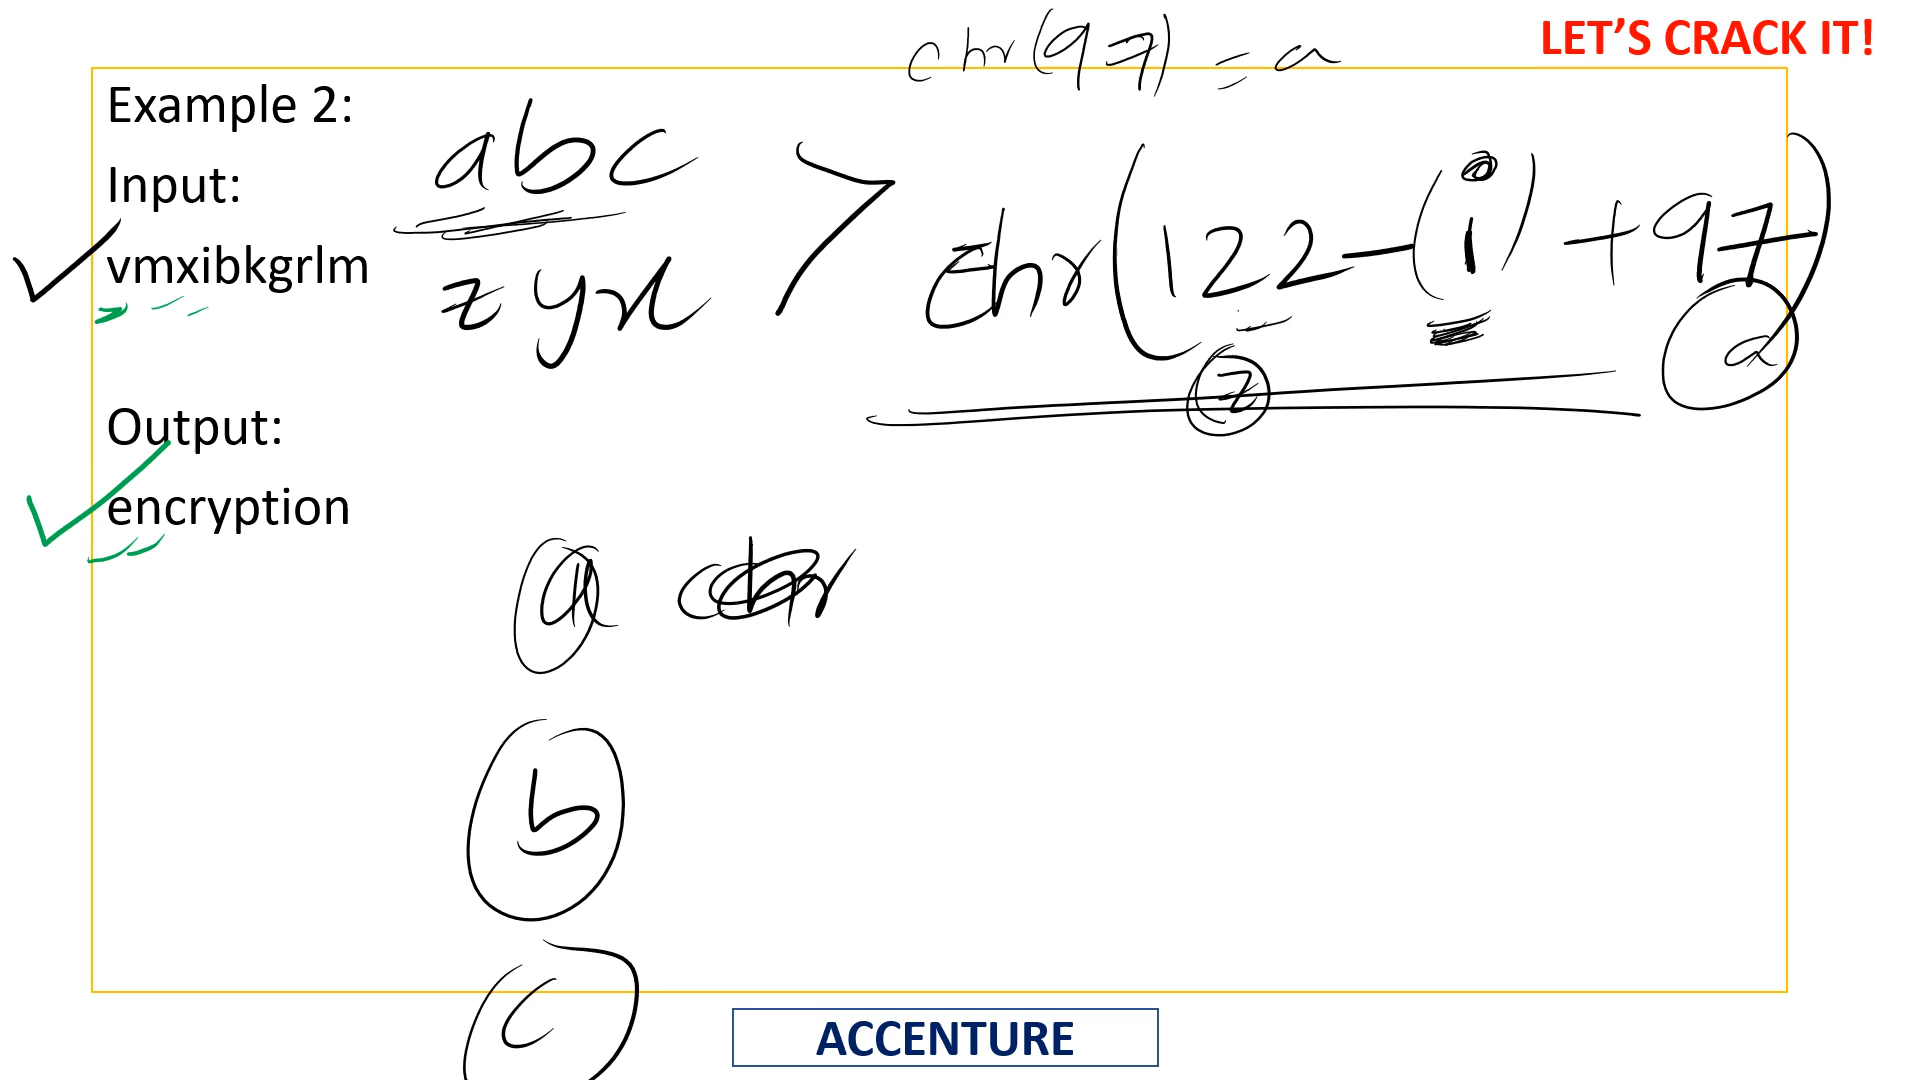 LET’S CRACK IT!
chr(97) = a
Example 2:
Input:
vmxibkgrlm
abc
zyx
chr(122-(i)+97)
z
a
Output:
encryption
a
b
c
ACCENTURE